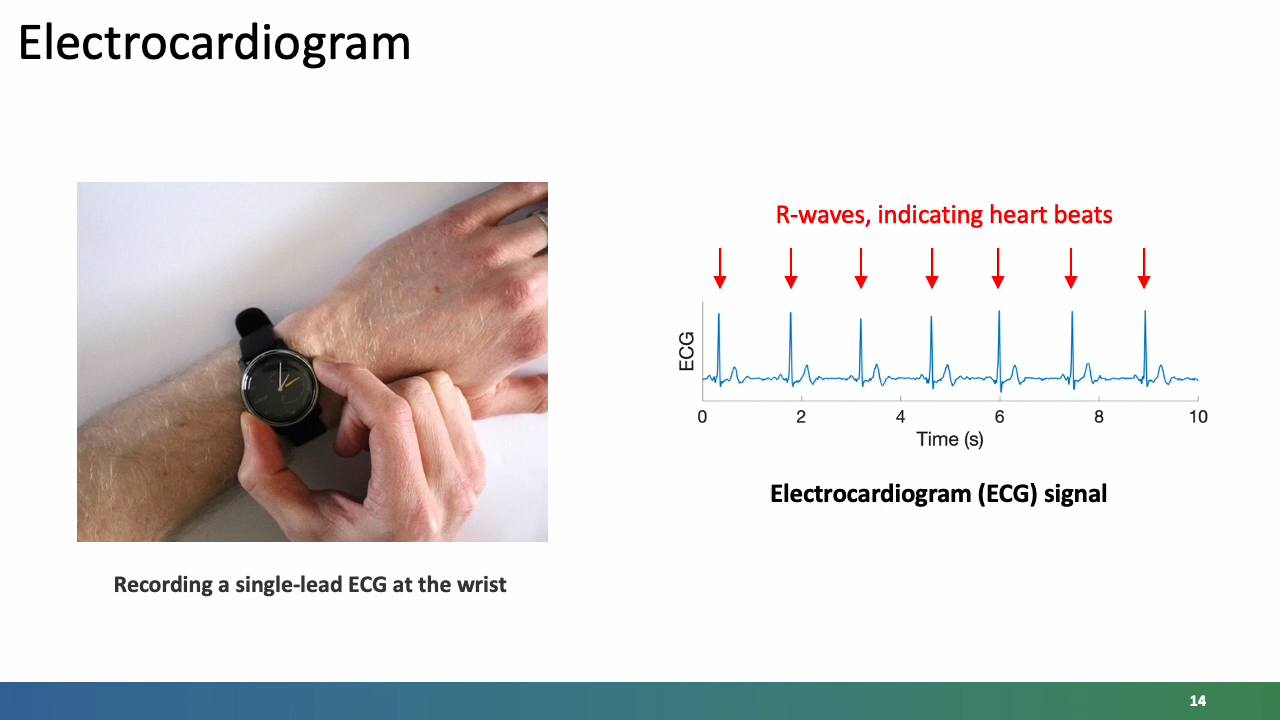 Electrocardiogram
R-waves, indicating heart beats
ECG
0 2 4 6 8 10
Time (s)
Electrocardiogram (ECG) signal
Recording a single-lead ECG at the wrist
14